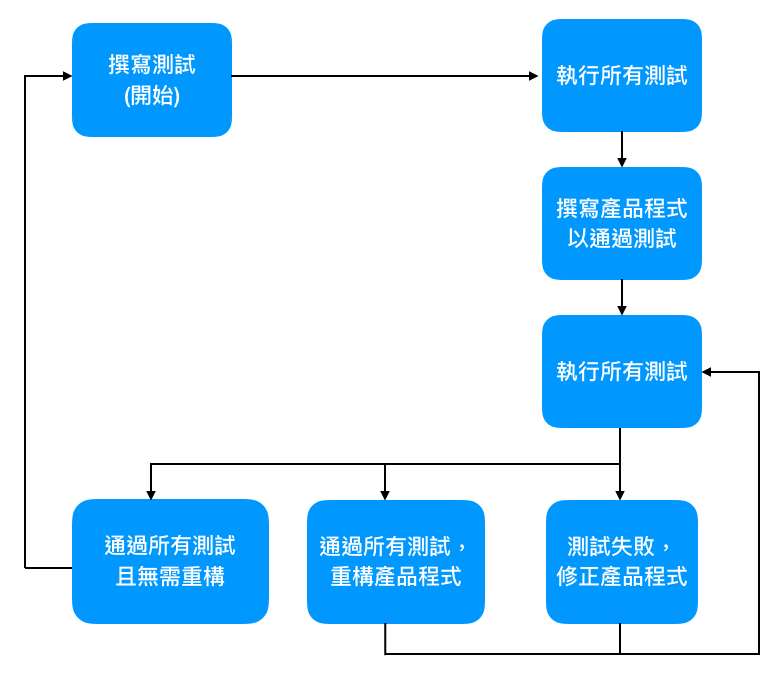 撰寫測試
(開始)
執行所有測試
撰寫產品程式
以通過測試
執行所有測試
通過所有測試
且無需重構
通過所有測試，
重構產品程式
測試失敗，
修正產品程式